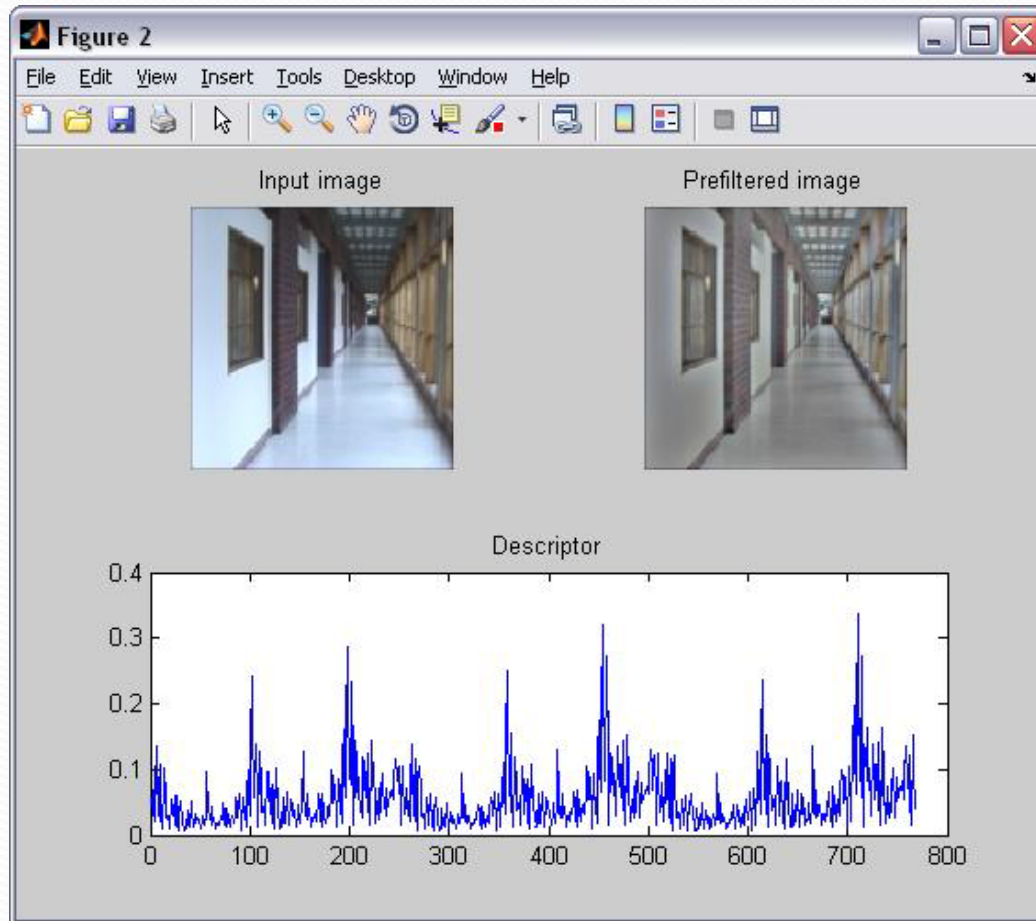 Figure 2
File Edit View Insert Tools Desktop Window Help
Input image
Prefiltered image
Descriptor
0.4
0.3
0.2
0.1
0
0 100 200 300 400 500 600 700 800